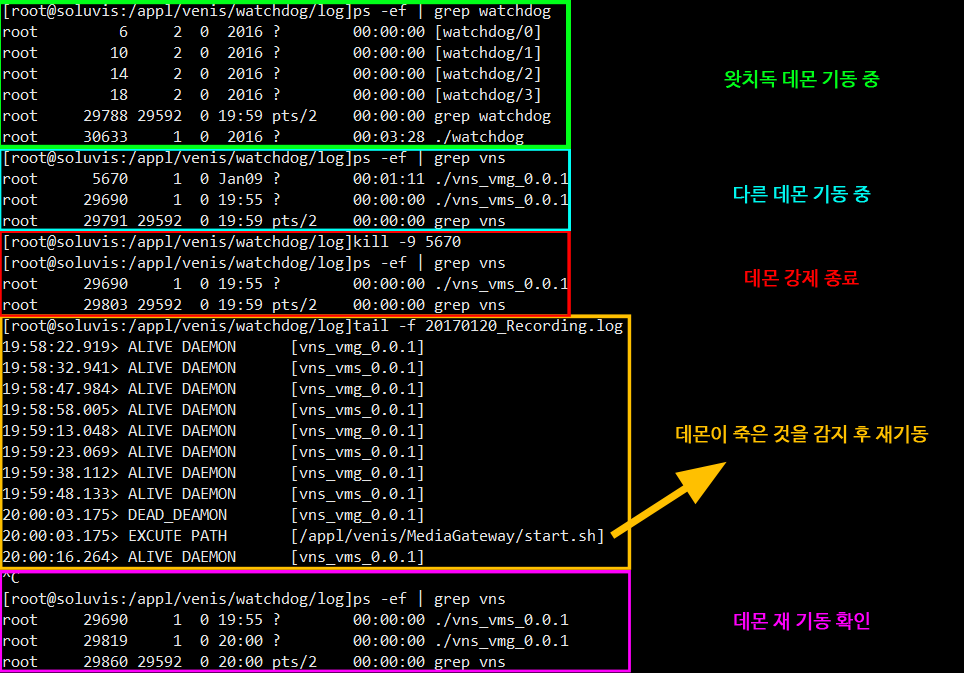 [root@soluvis:/appl/venis/watchdog/log]ps -ef | grep watchdog
root         6     2  0  2016 ?        00:00:00 [watchdog/0]
root        10     2  0  2016 ?        00:00:00 [watchdog/1]
root        14     2  0  2016 ?        00:00:00 [watchdog/2]
왓치독 데몬 기동 중
root        18     2  0  2016 ?        00:00:00 [watchdog/3]
root     29788 29592  0 19:59 pts/2    00:00:00 grep watchdog
root     30633     1  0  2016 ?        00:03:28 ./watchdog
[root@soluvis:/appl/venis/watchdog/log]ps -ef | grep vns
root      5670     1  0 Jan09 ?        00:01:11 ./vns_vmg_0.0.1
다른 데몬 기동 중
root     29690     1  0 19:55 ?        00:00:00 ./vns_vms_0.0.1
root     29791 29592  0 19:59 pts/2    00:00:00 grep vns
[root@soluvis:/appl/venis/watchdog/log]kill -9 5670
[root@soluvis:/appl/venis/watchdog/log]ps -ef | grep vns
데몬 강제 종료
root     29690     1  0 19:55 ?        00:00:00 ./vns_vms_0.0.1
root     29803 29592  0 19:59 pts/2    00:00:00 grep vns
[root@soluvis:/appl/venis/watchdog/log]tail -f 20170120_Recording.log
19:58:22.919> ALIVE DAEMON      [vns_vmg_0.0.1]
19:58:32.941> ALIVE DAEMON      [vns_vms_0.0.1]
19:58:47.984> ALIVE DAEMON      [vns_vmg_0.0.1]
19:58:58.005> ALIVE DAEMON      [vns_vms_0.0.1]
19:59:13.048> ALIVE DAEMON      [vns_vmg_0.0.1]
데몬이 죽은 것을 감지 후 재기동
19:59:23.069> ALIVE DAEMON      [vns_vms_0.0.1]
19:59:38.112> ALIVE DAEMON      [vns_vmg_0.0.1]
19:59:48.133> ALIVE DAEMON      [vns_vms_0.0.1]
20:00:03.175> DEAD_DEAMON       [vns_vmg_0.0.1]
20:00:03.175> EXCUTE PATH       [/appl/venis/MediaGateway/start.sh]
20:00:16.264> ALIVE DAEMON      [vns_vms_0.0.1]
^C
[root@soluvis:/appl/venis/watchdog/log]ps -ef | grep vns
root     29690     1  0 19:55 ?        00:00:00 ./vns_vms_0.0.1
데몬 재 기동 확인
root     29819     1  0 20:00 ?        00:00:00 ./vns_vmg_0.0.1
root     29860 29592  0 20:00 pts/2    00:00:00 grep vns